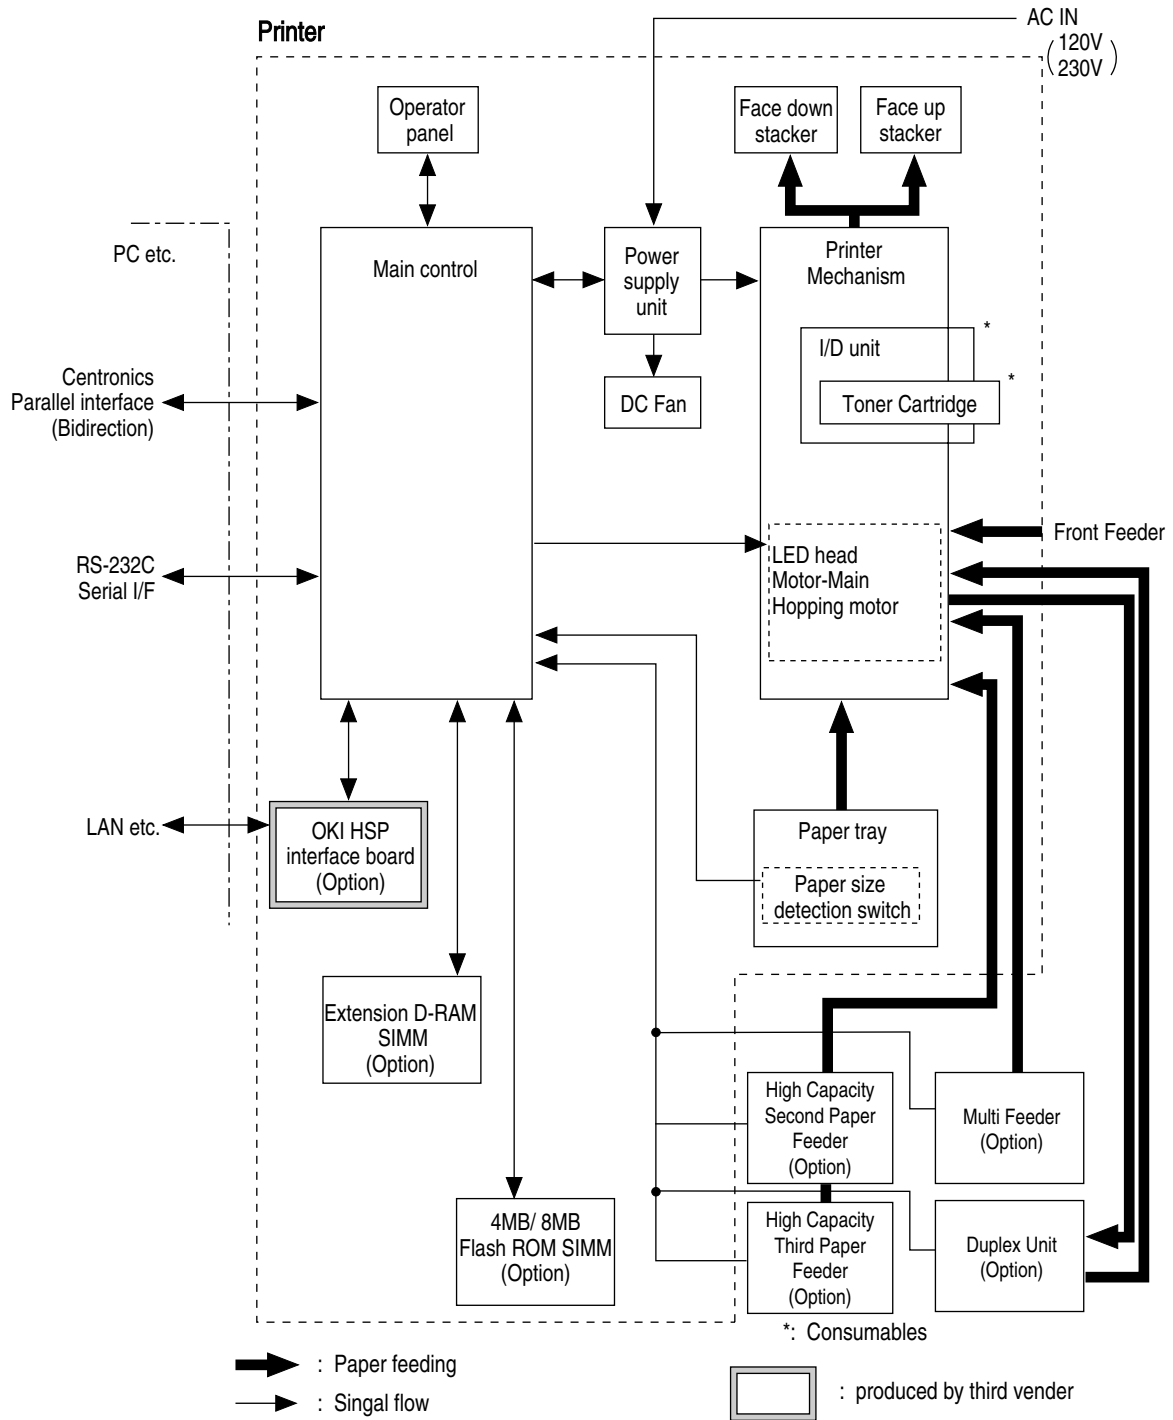 Printer
AC IN
120V
230V
Operator
panel
Face down
stacker
Face up
stacker
PC etc.
Main control
Power
supply
unit
Printer
Mechanism
*
I/D unit
*
Toner Cartridge
DC Fan
Centronics
Parallel interface
(Bidirection)
Front Feeder
LED head
Motor-Main
Hopping motor
RS-232C
Serial I/F
LAN etc.
OKI HSP
interface board
(Option)
Paper tray
Paper size
detection switch
Extension D-RAM
SIMM
(Option)
High Capacity
Second Paper
Feeder
(Option)
Multi Feeder
(Option)
4MB/ 8MB
Flash ROM SIMM
(Option)
High Capacity
Third Paper
Feeder
(Option)
Duplex Unit
(Option)
*: Consumables
: Paper feeding
: Singal flow
: produced by third vender